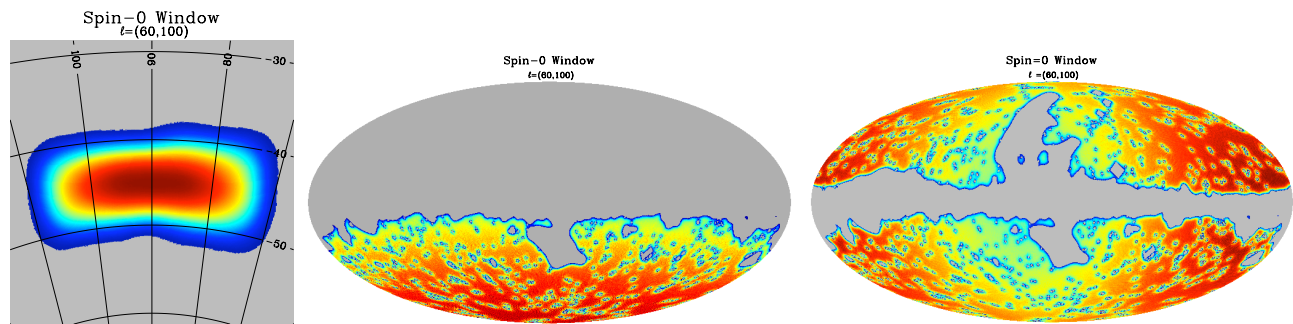 Spin-0 Window
ℓ=(60,100)
100
90
80
-30
-40
-50
Spin-0 Window
ℓ=(60,100)
Spin=0 Window
ℓ =(60,100)